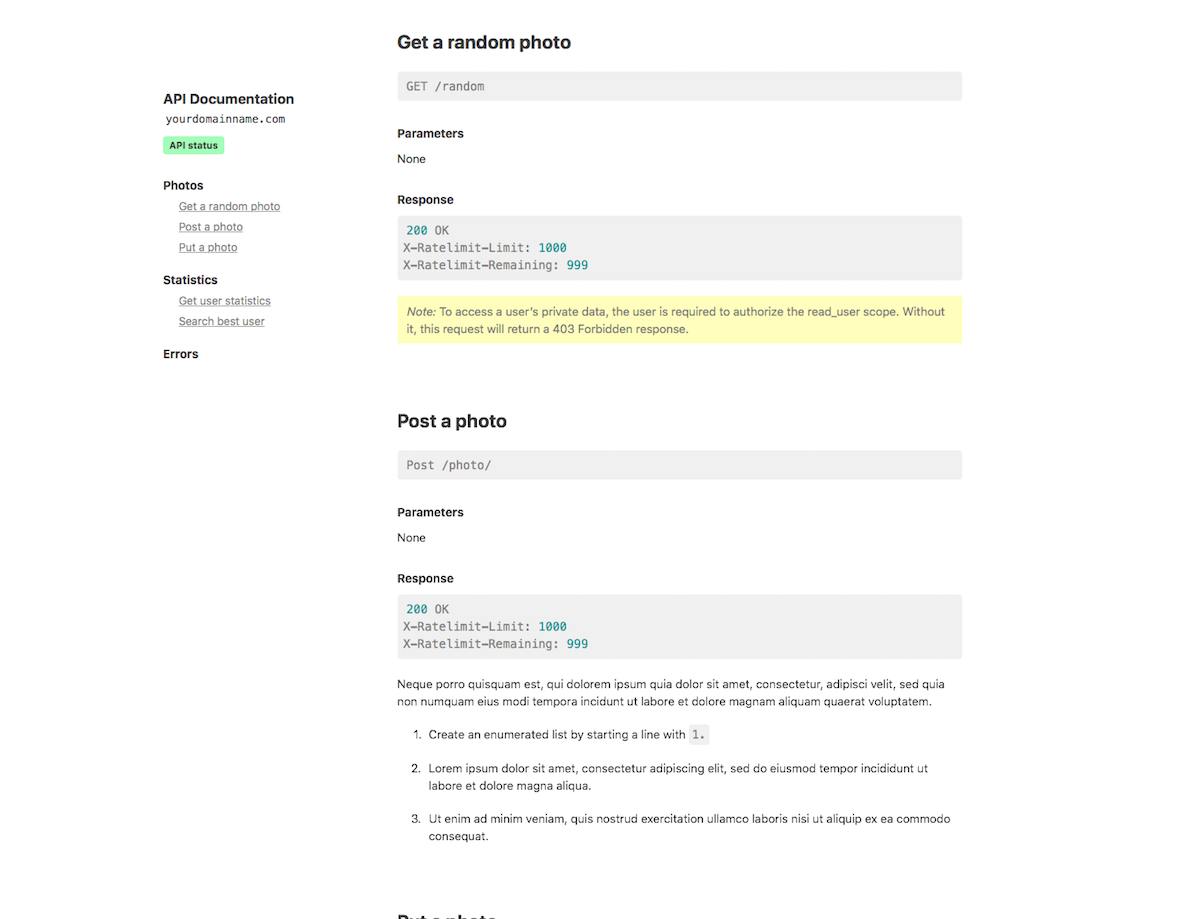 API Documentation
yourdomainname.com
API status
Photos
Get a random photo
Post a photo
Put a photo
Statistics
Get user statistics
Search best user
Errors
Get a random photo
GET /random
Parameters
None
Response
200 OK
X-Ratelimit-Limit: 1000
X-Ratelimit-Remaining: 999
Note: To access a user's private data, the user is required to authorize the read_user scope. Without
it, this request will return a 403 Forbidden response.
Post a photo
Post /photo/
Parameters
None
Response
200 OK
X-Ratelimit-Limit: 1000
X-Ratelimit-Remaining: 999
Neque porro quisquam est, qui dolorem ipsum quia dolor sit amet, consectetur, adipisci velit, sed quia
non numquam eius modi tempora incidunt ut labore et dolore magnam aliquam quaerat voluptatem.
1. Create an enumerated list by starting a line with 1.
2. Lorem ipsum dolor sit amet, consectetur adipiscing elit, sed do eiusmod tempor incididunt ut
labore et dolore magna aliqua.
3. Ut enim ad minim veniam, quis nostrud exercitation ullamco laboris nisi ut aliquip ex ea commodo
consequat.
Put a photo